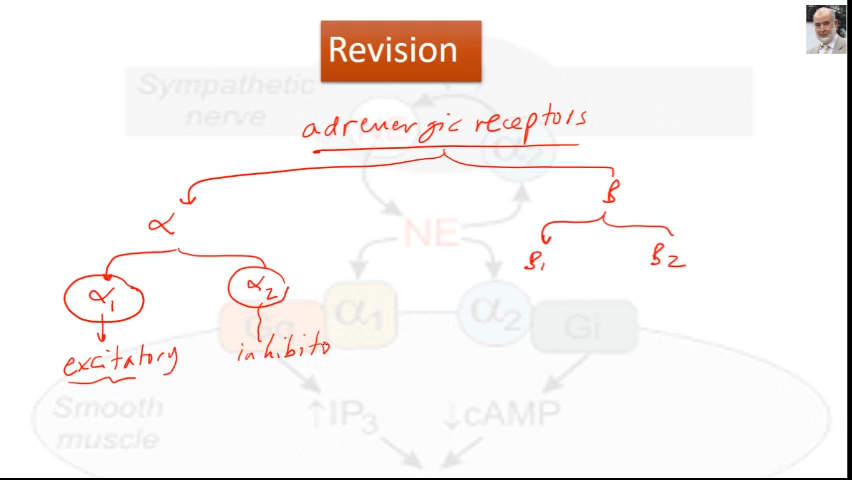 Revision
Sympathetic
nerve
adrenergic receptors
α2
α
β
NE
β1
β2
α1
α2
Gq
α1
α2
Gi
excitatory
inhibito
Smooth
muscle
↑IP3
↓cAMP